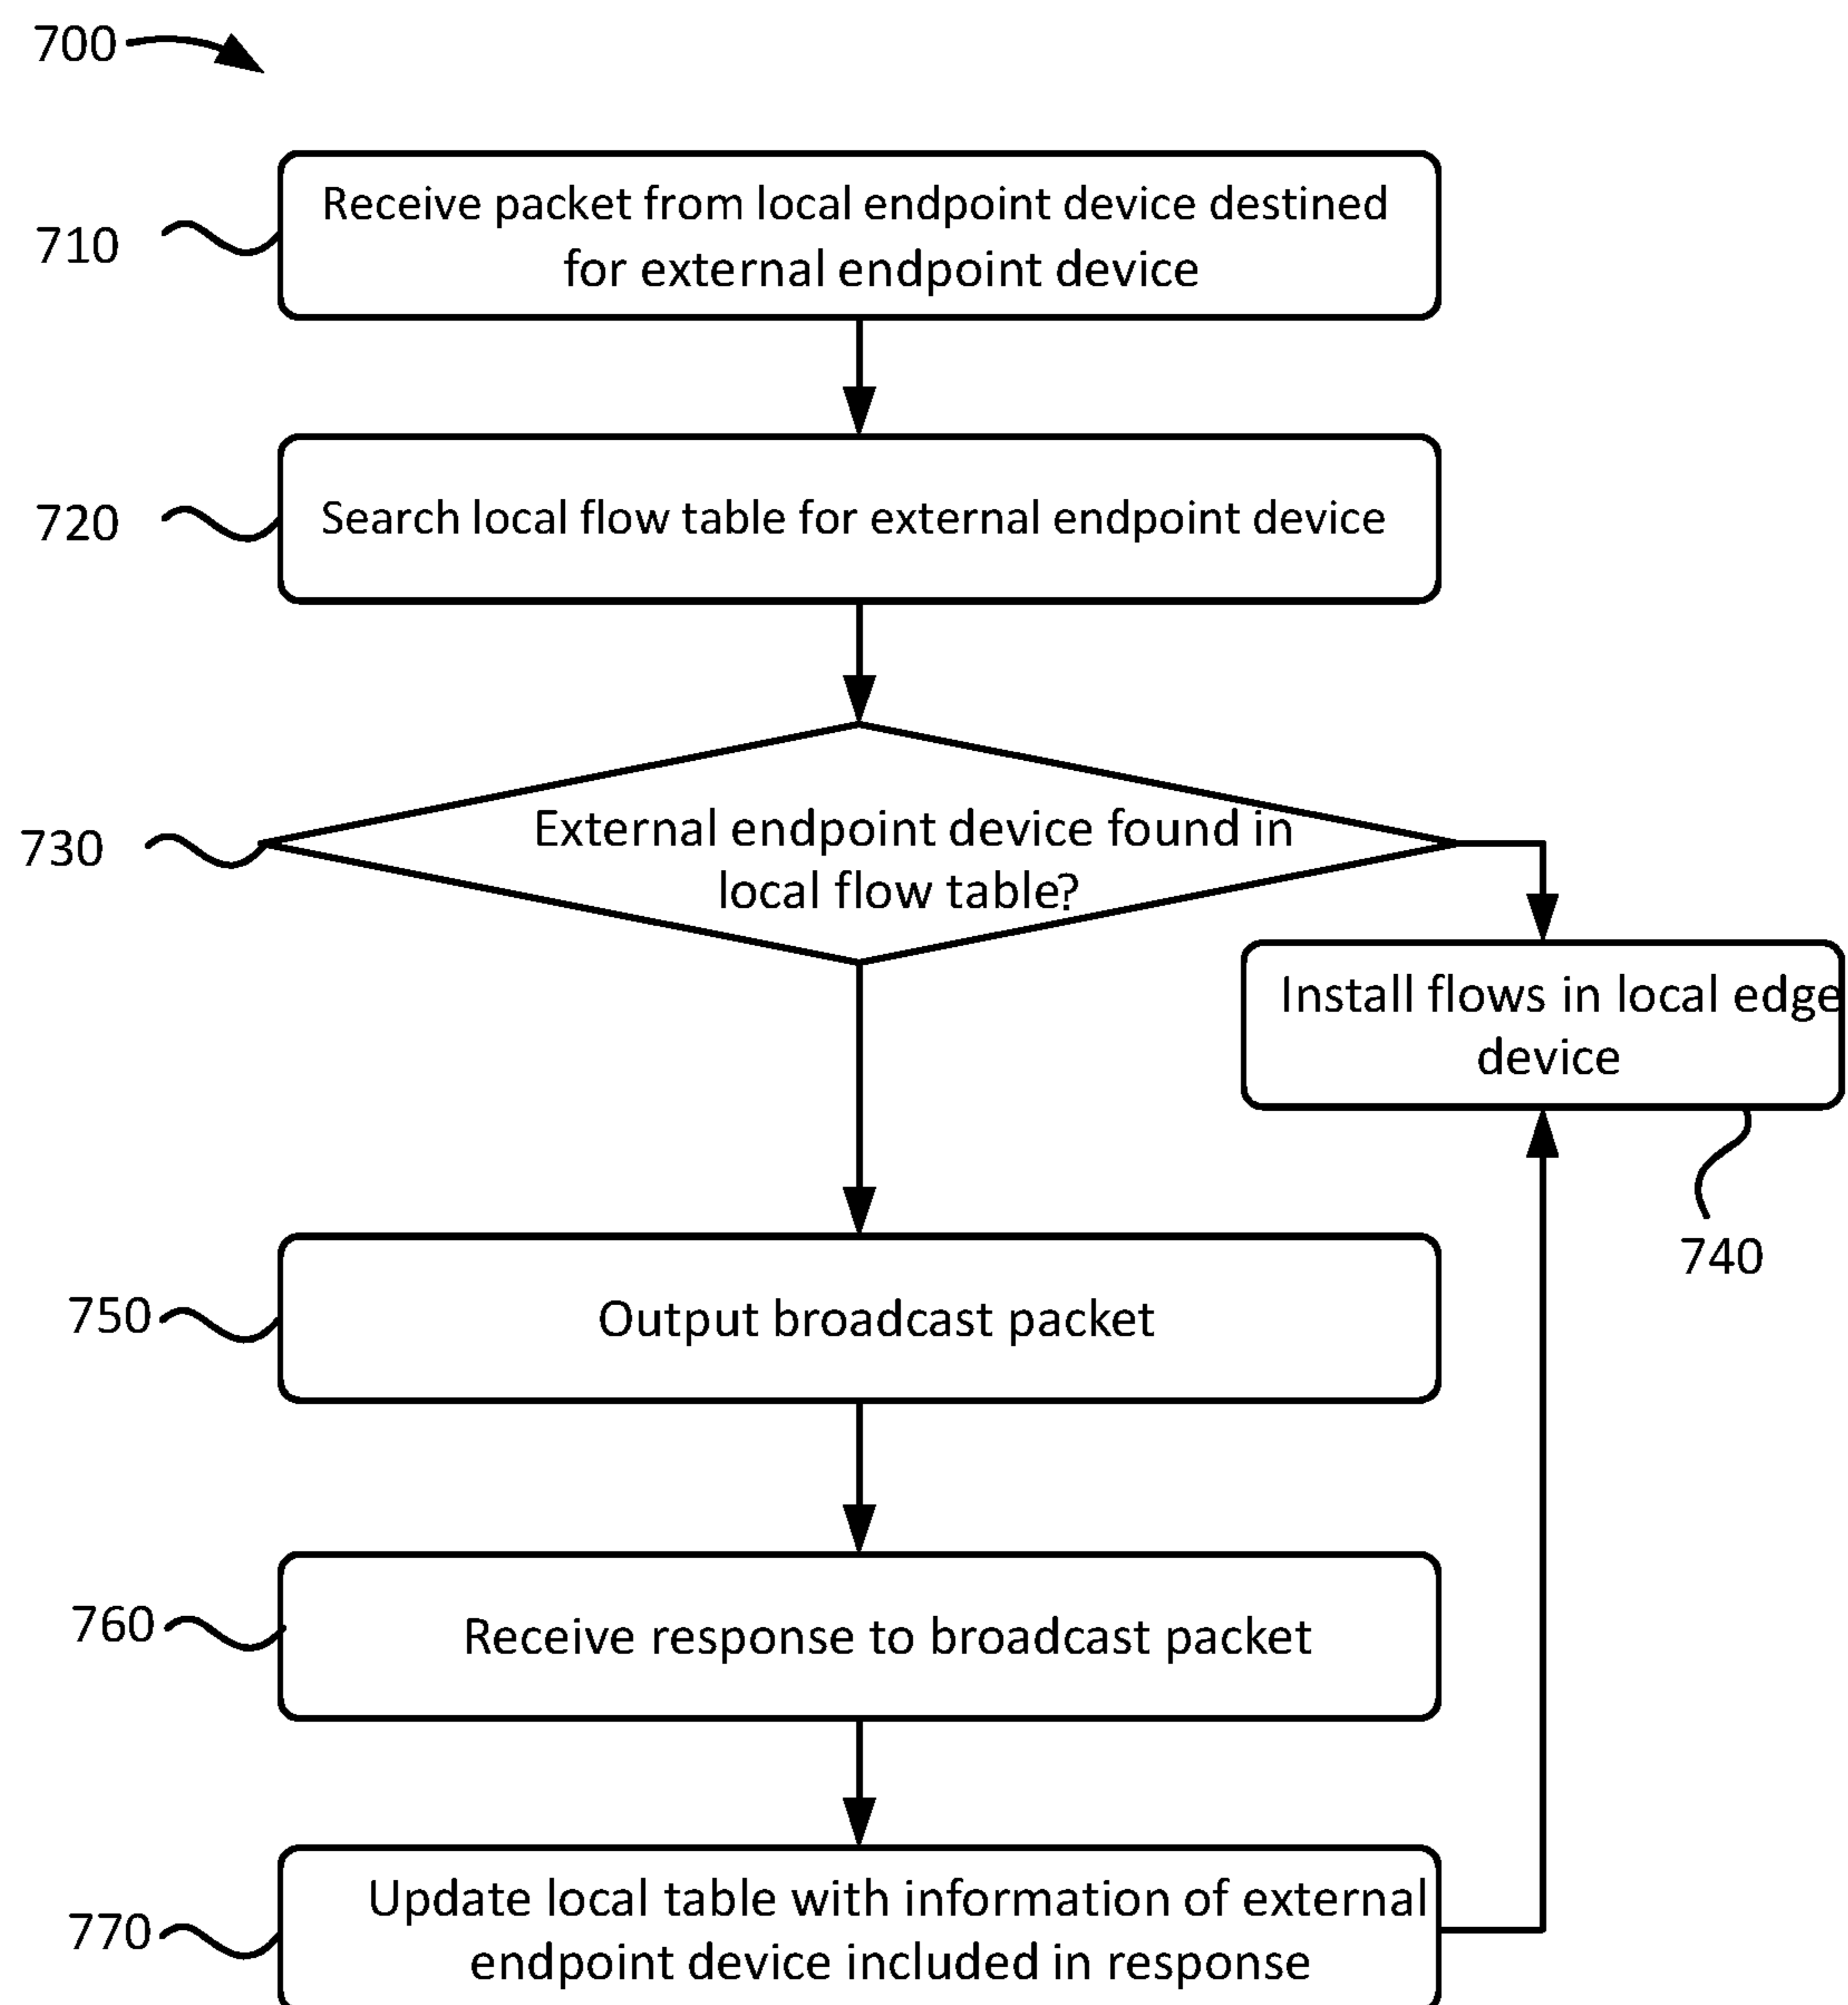 700
710
Receive packet from local endpoint device destined
for external endpoint device
720
Search local flow table for external endpoint device
730
External endpoint device found in
local flow table?
Install flows in local edge
device
740
750
Output broadcast packet
760
Receive response to broadcast packet
770
Update local table with information of external
endpoint device included in response